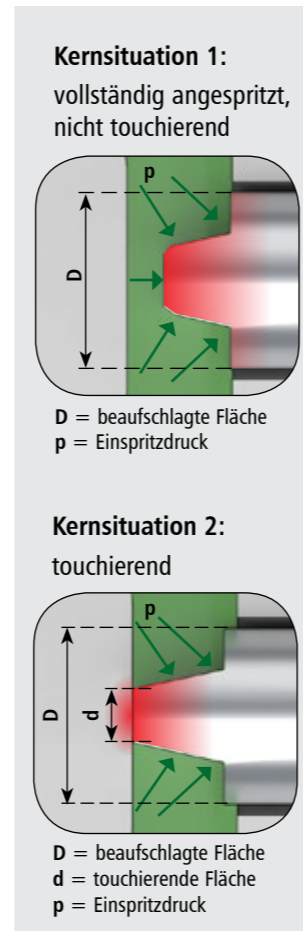 Kernsituation 1:
vollständig angespritzt,
nicht touchierend
p
D
D = beaufschlagte Fläche
p = Einspritzdruck
Kernsituation 2:
touchierend
p
D
d
D = beaufschlagte Fläche
d = touchierende Fläche
p = Einspritzdruck